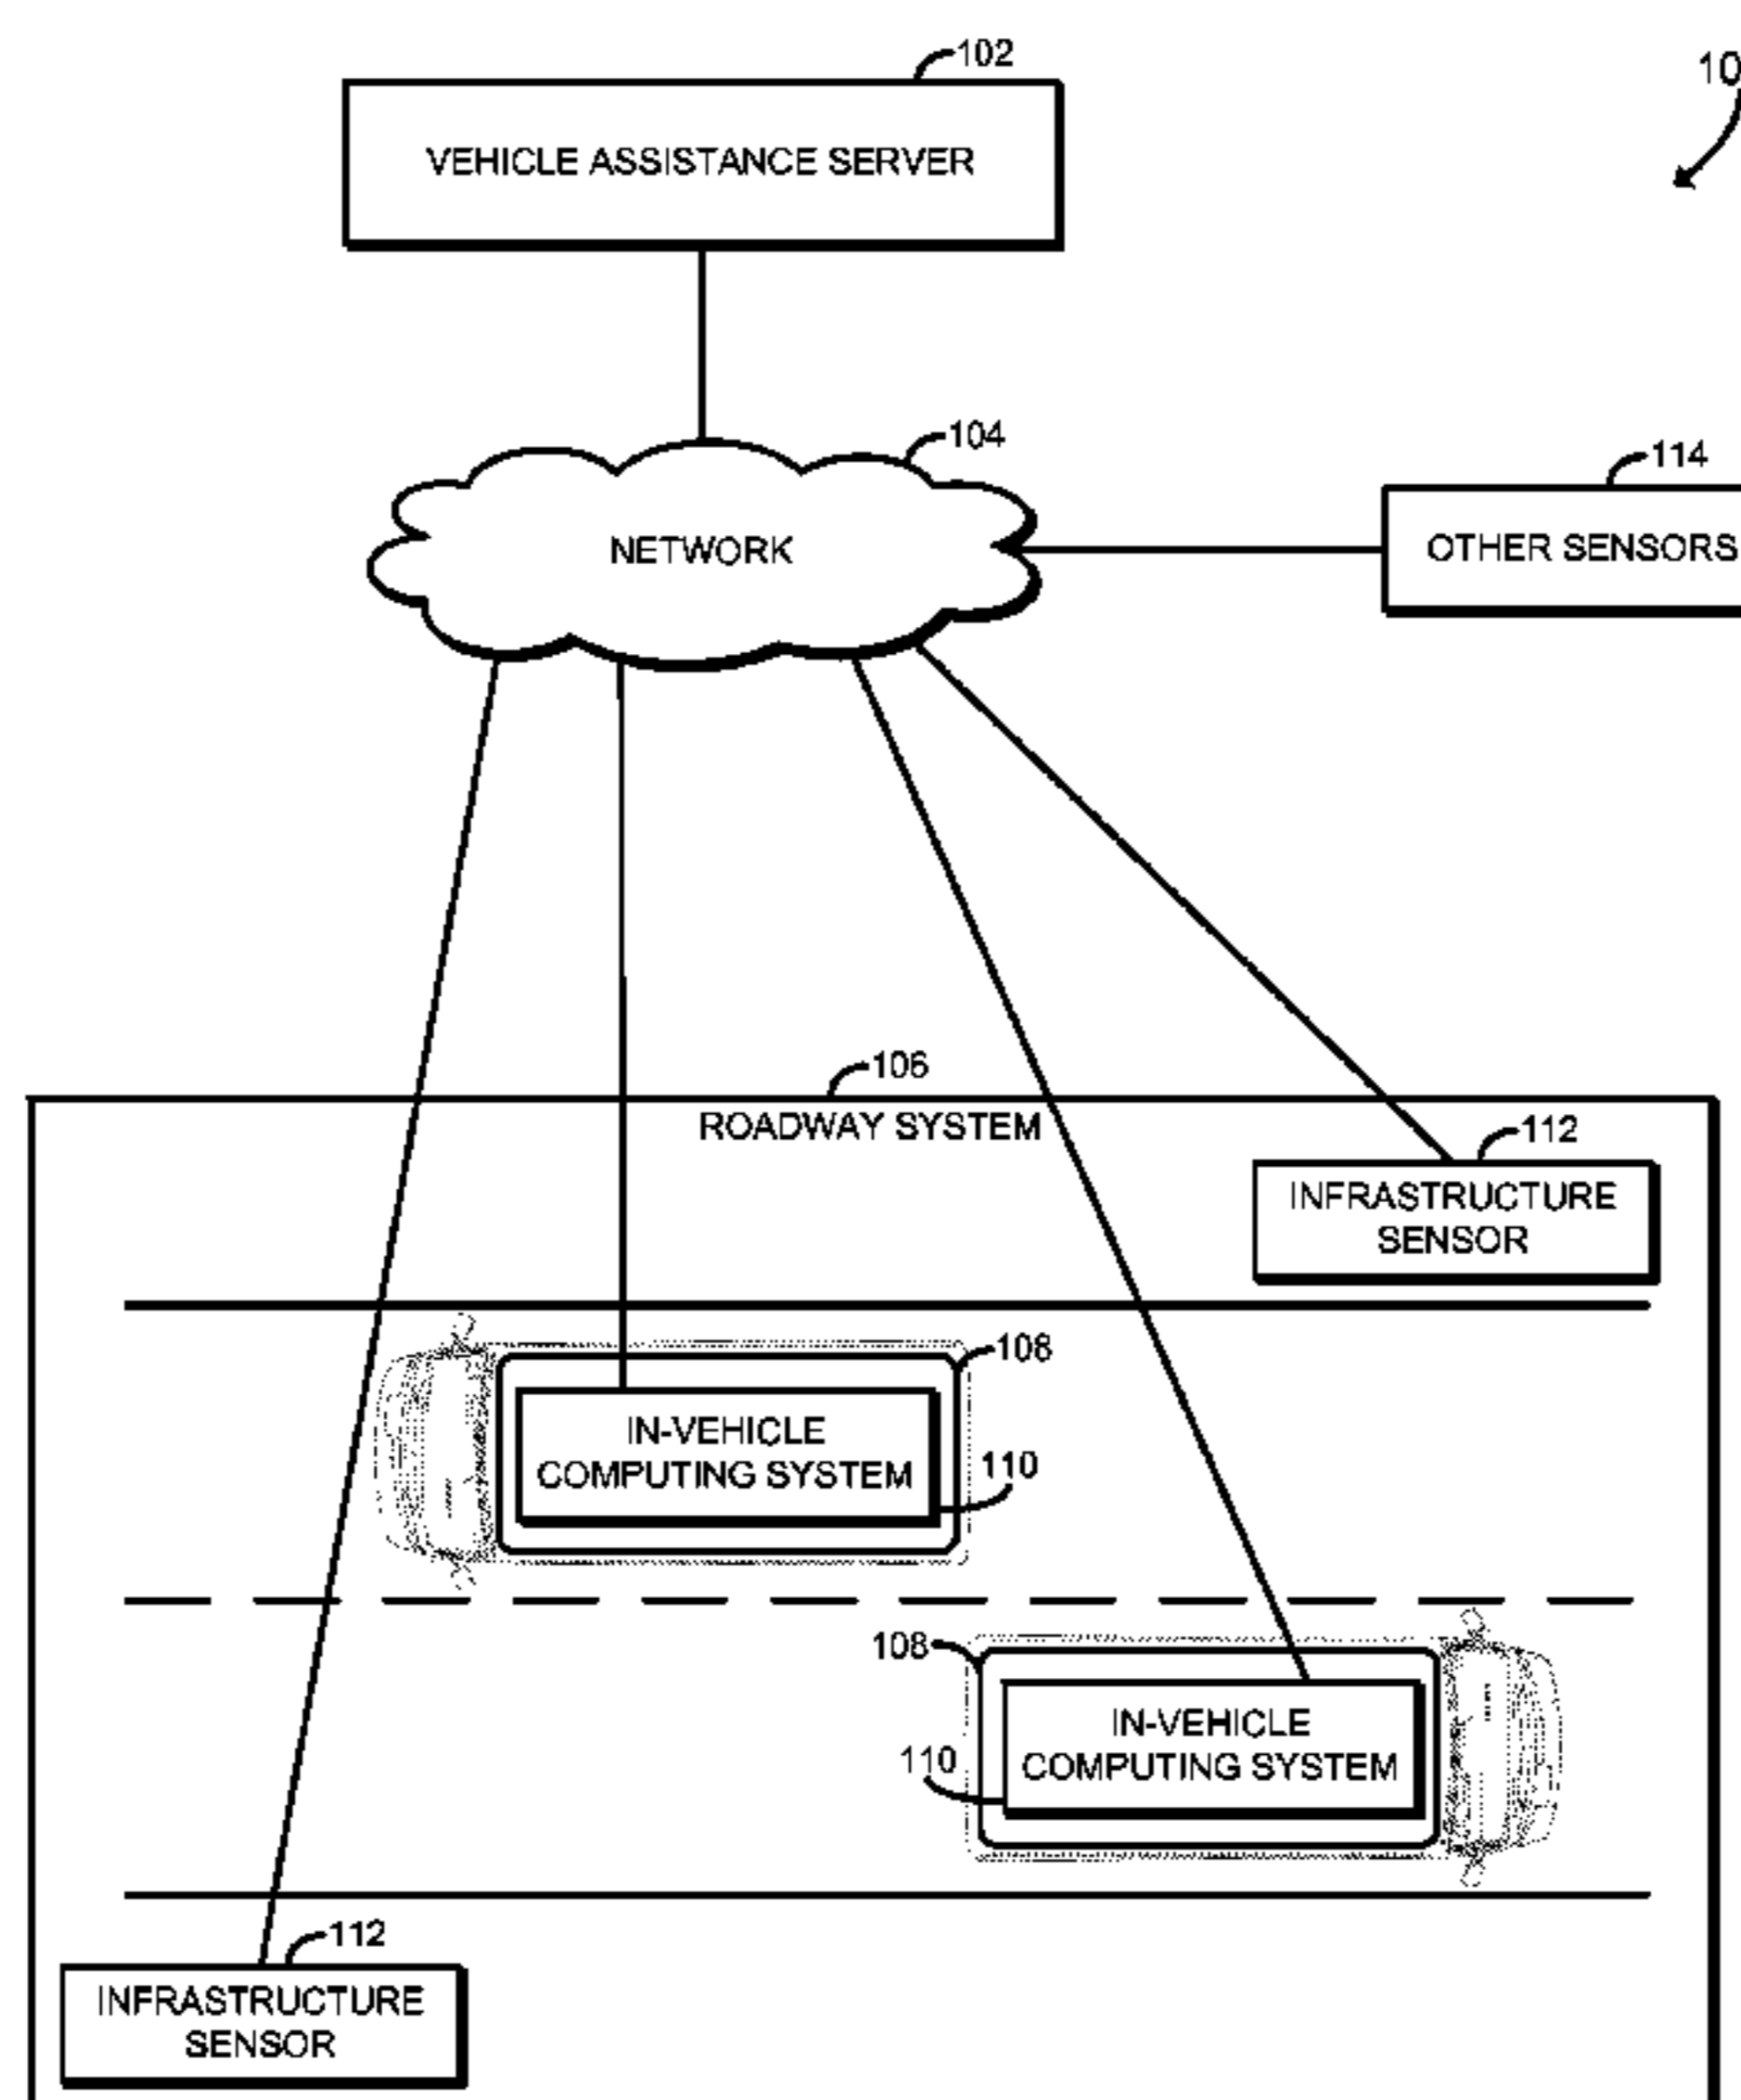 102
10
VEHICLE ASSISTANCE SERVER
104
114
NETWORK
OTHER SENSORS
106
ROADWAY SYSTEM
112
INFRASTRUCTURE
SENSOR
108
IN-VEHICLE
COMPUTING SYSTEM
110
108
IN-VEHICLE
COMPUTING SYSTEM
110
112
INFRASTRUCTURE
SENSOR